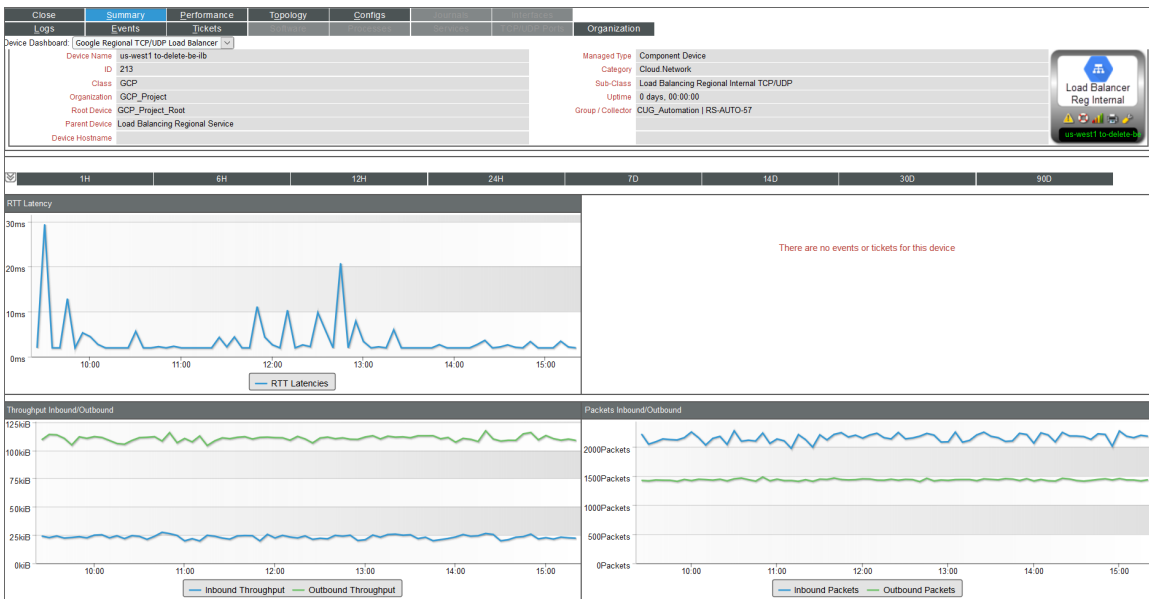 Close Summary Performance Topology Configs Journals Interfaces
Logs Events Tickets Software Processes Services TCP/UDP Ports Organization
Device Dashboard: Google Regional TCP/UDP Load Balancer
Device Name us-west1 to-delete-be-ilb Managed Type Component Device
ID 213 Category Cloud.Network
Class GCP Sub-Class Load Balancing Regional Internal TCP/UDP
Organization GCP_Project Uptime 0 days, 00:00:00
Root Device GCP_Project_Root Group / Collector CUG_Automation | RS-AUTO-57
Parent Device Load Balancing Regional Service
Device Hostname
Load Balancer
Reg Internal
us-west1 to-delete-be
1H 6H 12H 24H 7D 14D 30D 90D
RTT Latency
30ms
20ms
10ms
0ms
10:00 11:00 12:00 13:00 14:00 15:00
RTT Latencies
There are no events or tickets for this device
Throughput Inbound/Outbound
125kiB
100kiB
75kiB
50kiB
25kiB
0kiB
10:00 11:00 12:00 13:00 14:00 15:00
Inbound Throughput Outbound Throughput
Packets Inbound/Outbound
2000Packets
1500Packets
1000Packets
500Packets
0Packets
10:00 11:00 12:00 13:00 14:00 15:00
Inbound Packets Outbound Packets